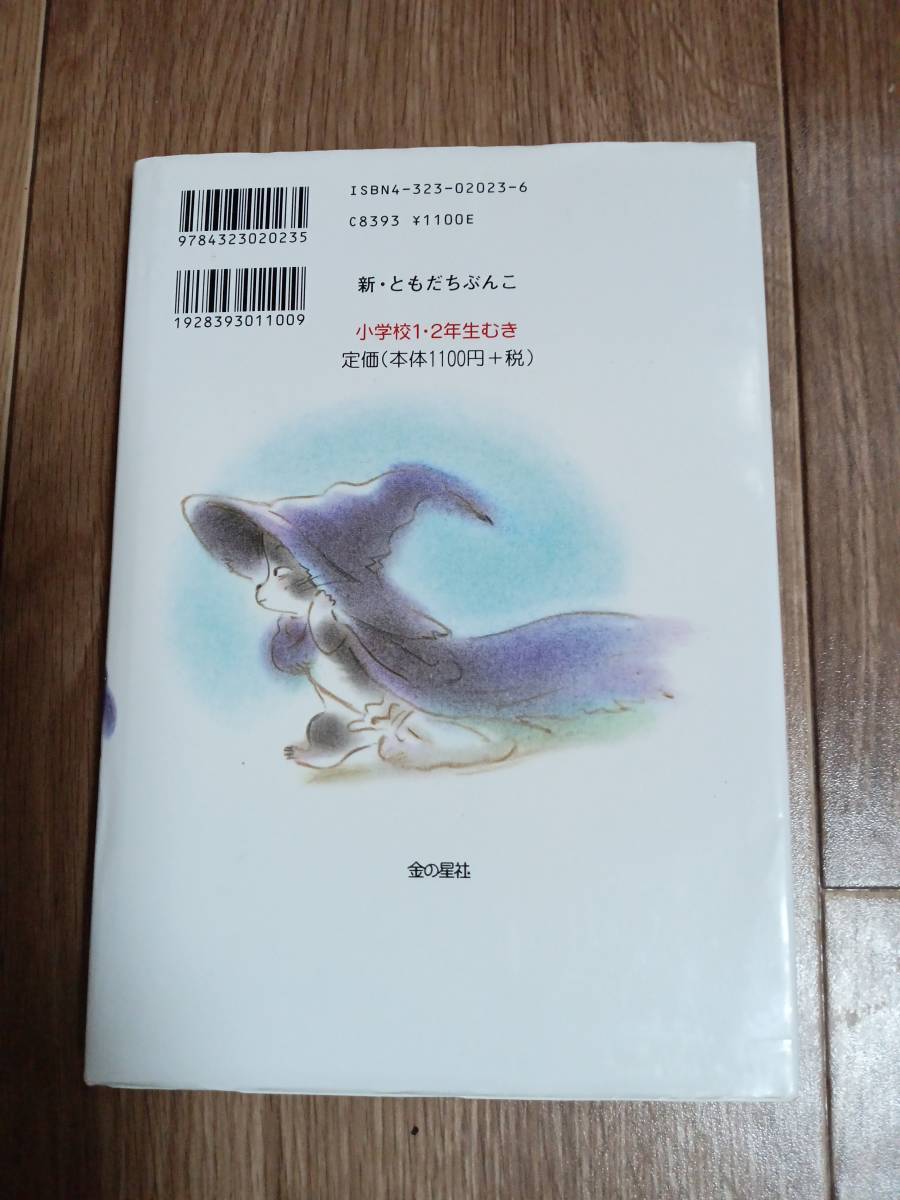 ISBN4-323-02023-6
C8393 ¥1100E
9784323020235
1928393011009
新・ともだちぶんこ
小学校1・2年生むき
定価(本体1100円＋税)
金の星社